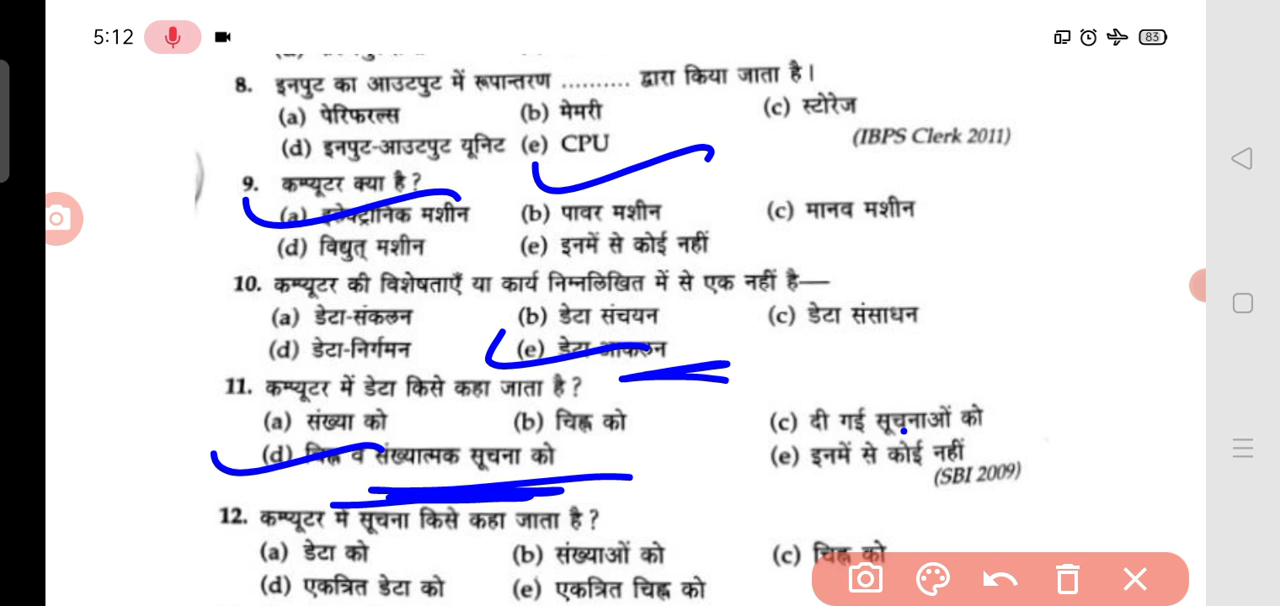 5:12
83
8. इनपुट का आउटपुट में रूपान्तरण .......... द्वारा किया जाता है।
(a) पेरिफरल्स (b) मेमरी (c) स्टोरेज
(d) इनपुट-आउटपुट यूनिट (e) CPU (IBPS Clerk 2011)
9. कम्प्यूटर क्या है?
(a) इलेक्ट्रानिक मशीन (b) पावर मशीन (c) मानव मशीन
(d) विद्युत् मशीन (e) इनमें से कोई नहीं
10. कम्प्यूटर की विशेषताएँ या कार्य निम्नलिखित में से एक नहीं है—
(a) डेटा-संकलन (b) डेटा संचयन (c) डेटा संसाधन
(d) डेटा-निर्गमन (e) डेटा आकलन
11. कम्प्यूटर में डेटा किसे कहा जाता है?
(a) संख्या को (b) चिह्न को (c) दी गई सूचनाओं को
(d) चिह्न व संख्यात्मक सूचना को (e) इनमें से कोई नहीं
(SBI 2009)
12. कम्प्यूटर में सूचना किसे कहा जाता है?
(a) डेटा को (b) संख्याओं को (c) चिह्न को
(d) एकत्रित डेटा को (e) एकत्रित चिह्न को